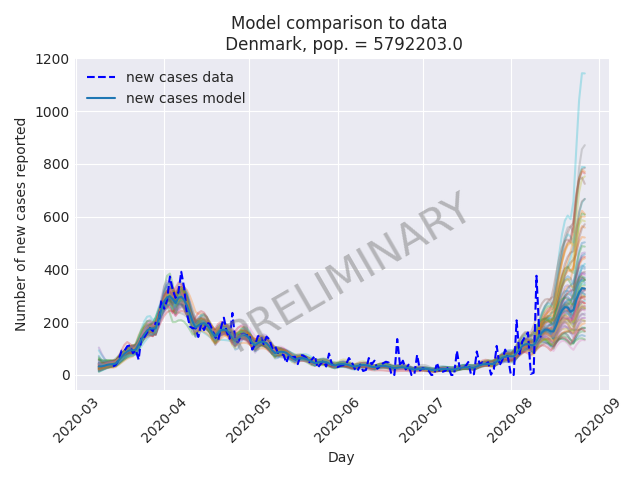 Model comparison to data
Denmark, pop. = 5792203.0
1200
1000
800
600
400
200
0
Number of new cases reported
new cases data
new cases model
PRELIMINARY
2020-03
2020-04
2020-05
2020-06
2020-07
2020-08
2020-09
Day